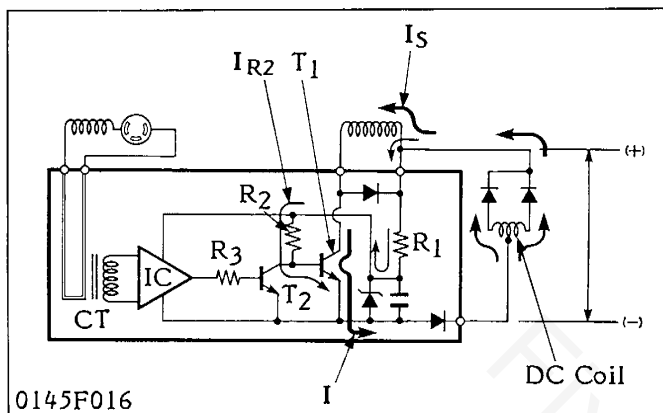 I_S
I_R2 T_1
(+)
R_2
R_3
R_1
IC
T_2
CT
(-)
DC Coil
I
0145F016